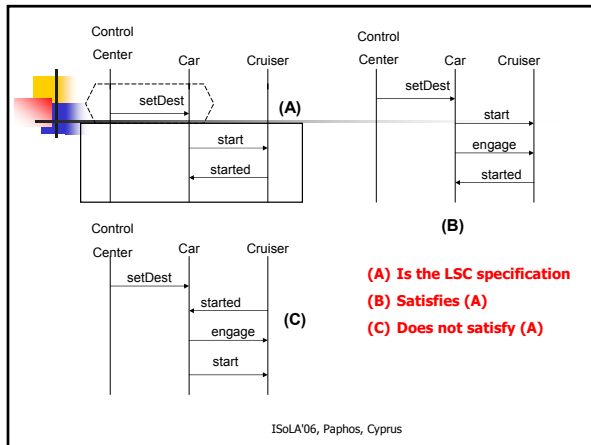 Control
Center
Car
Cruiser
setDest
(A)
start
started
Control
Center
Car
Cruiser
setDest
start
engage
started
(B)
Control
Center
Car
Cruiser
setDest
started
(C)
engage
start
(A) Is the LSC specification
(B) Satisfies (A)
(C) Does not satisfy (A)
ISoLA'06, Paphos, Cyprus